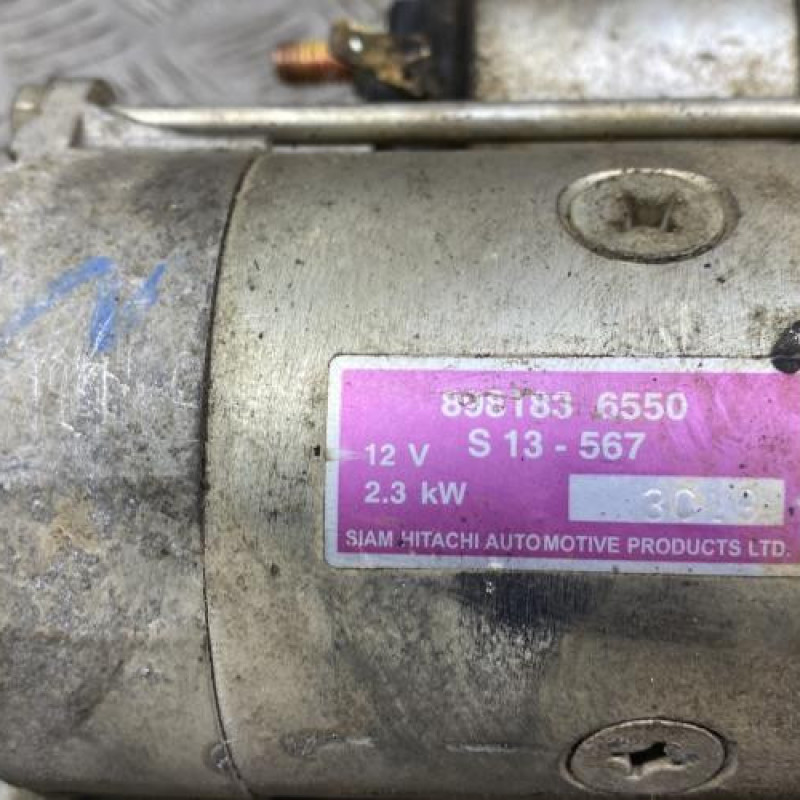 898183 6550
12 V S 13 - 567
2.3 kW
SIAM HITACHI AUTOMOTIVE PRODUCTS LTD.